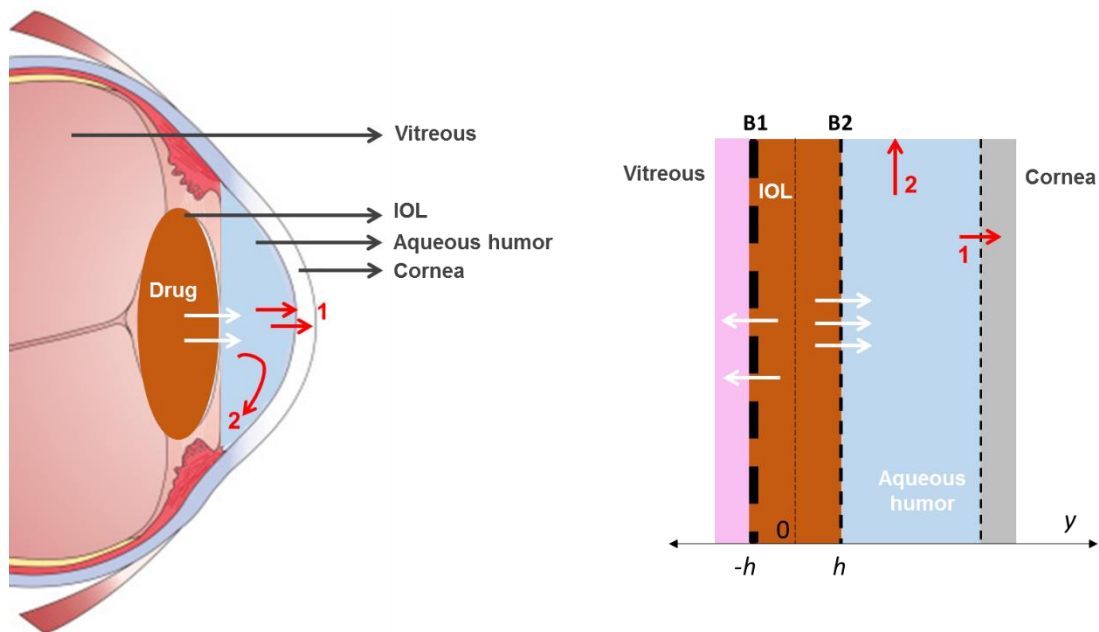 Vitreous
IOL
Aqueous humor
Cornea
Drug
1
2
B1
B2
Vitreous
IOL
2
Cornea
1
Aqueous
humor
0
y
-h
h